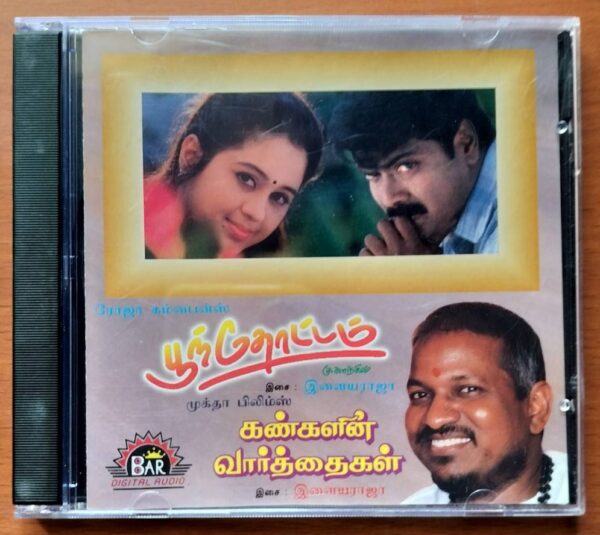 ரோஜா கம்பைன்ஸ்
பூந்தோட்டம்
இசை : இளையராஜா
முக்தா பிலிம்ஸ்
கண்களின்
வார்த்தைகள்
இசை : இளையராஜா
BAR
DIGITAL AUDIO